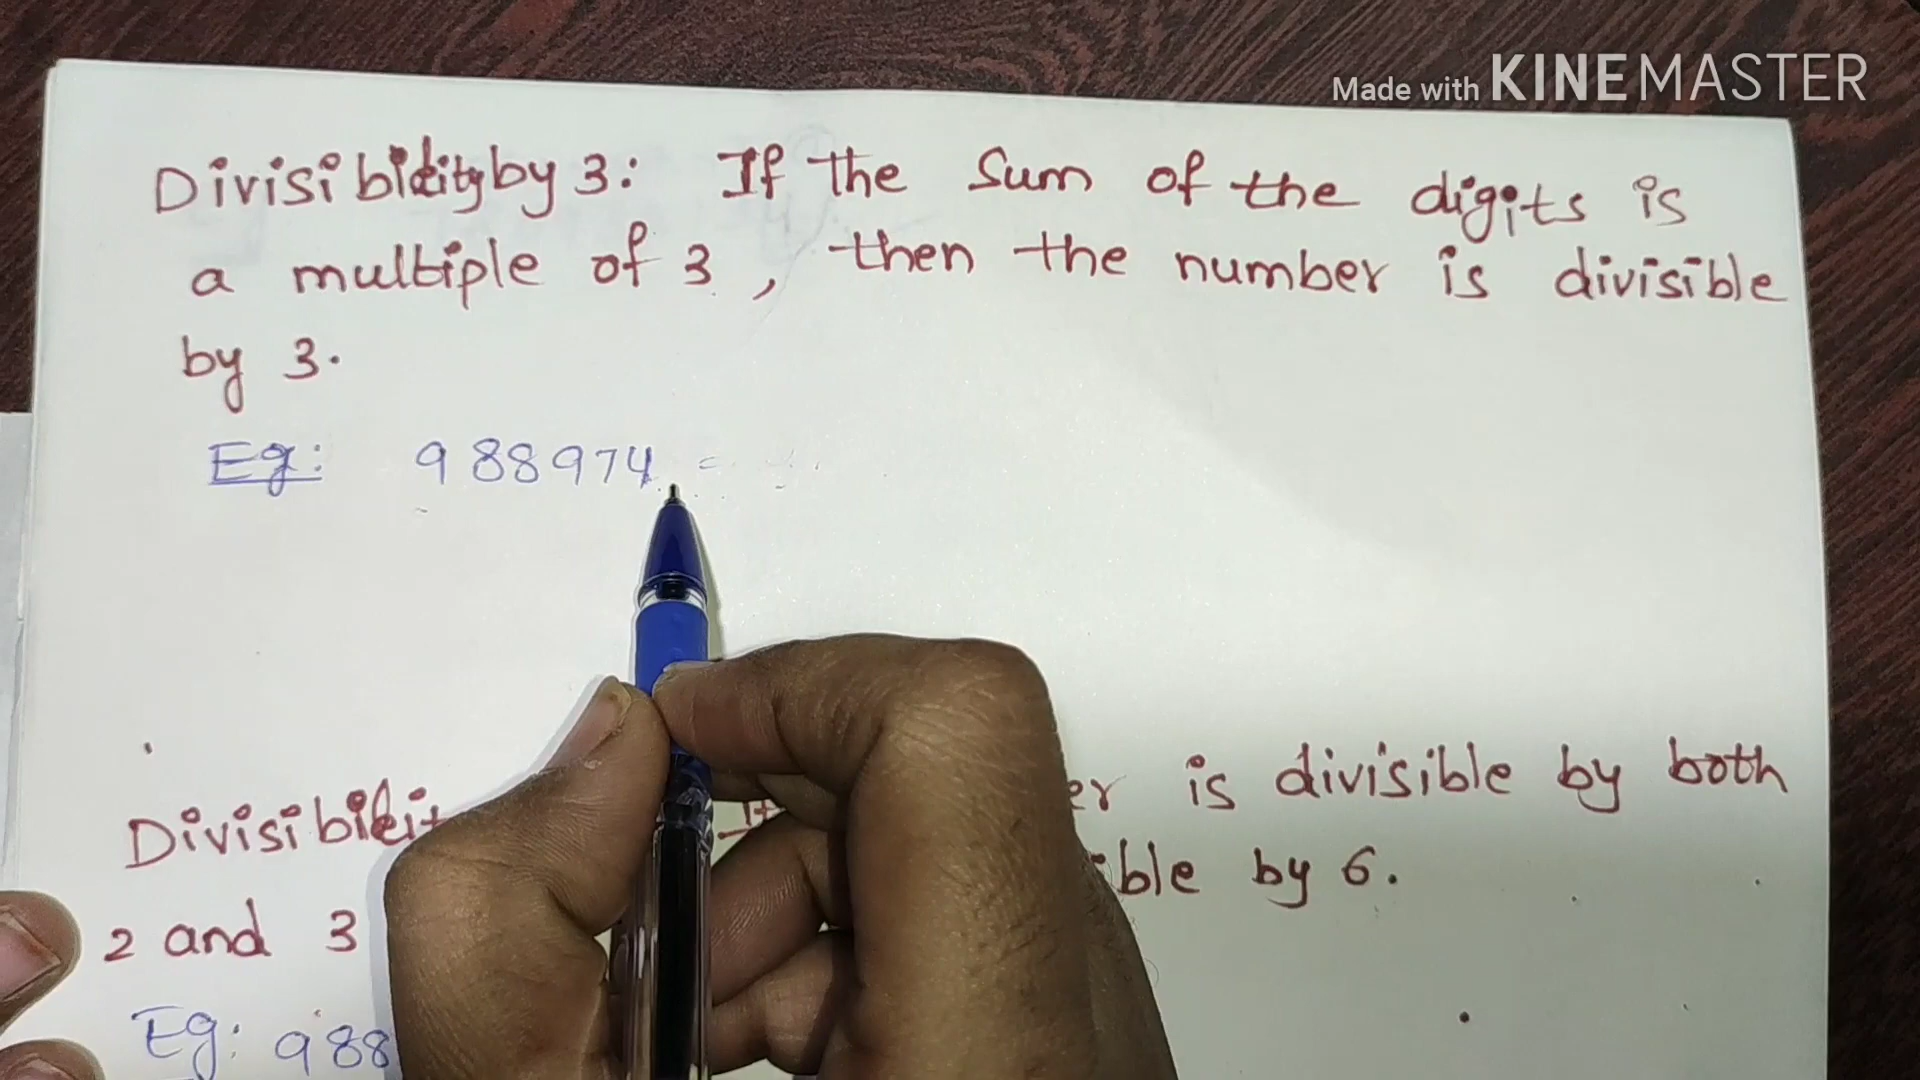 Made with KINEMASTER
Divisibility by 3: If the Sum of the digits is
a multiple of 3, then the number is divisible
by 3.
Eg: 988974
is divisible by both
2 and 3 by 6.
Eg: 988